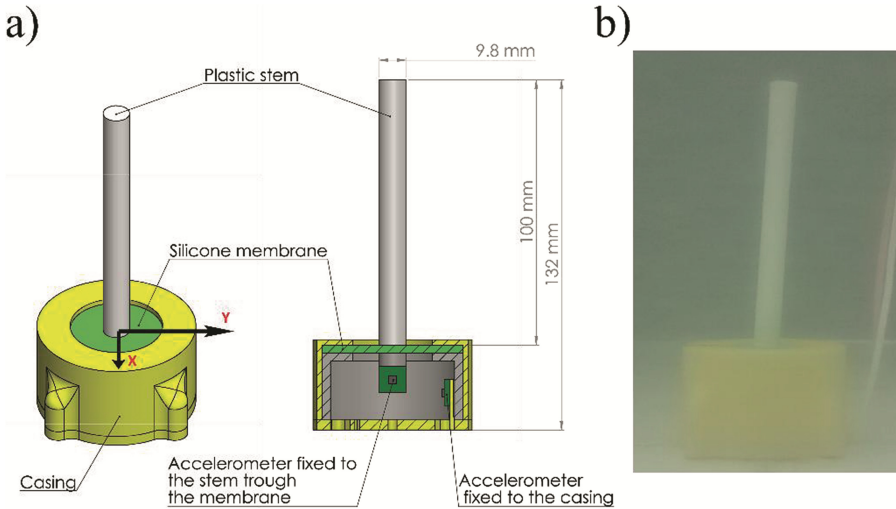 a)
b)
9.8 mm
Plastic stem
100 mm
132 mm
Silicone membrane
Y
X
Casing
Accelerometer fixed to
the stem trough
the membrane
Accelerometer
fixed to the casing